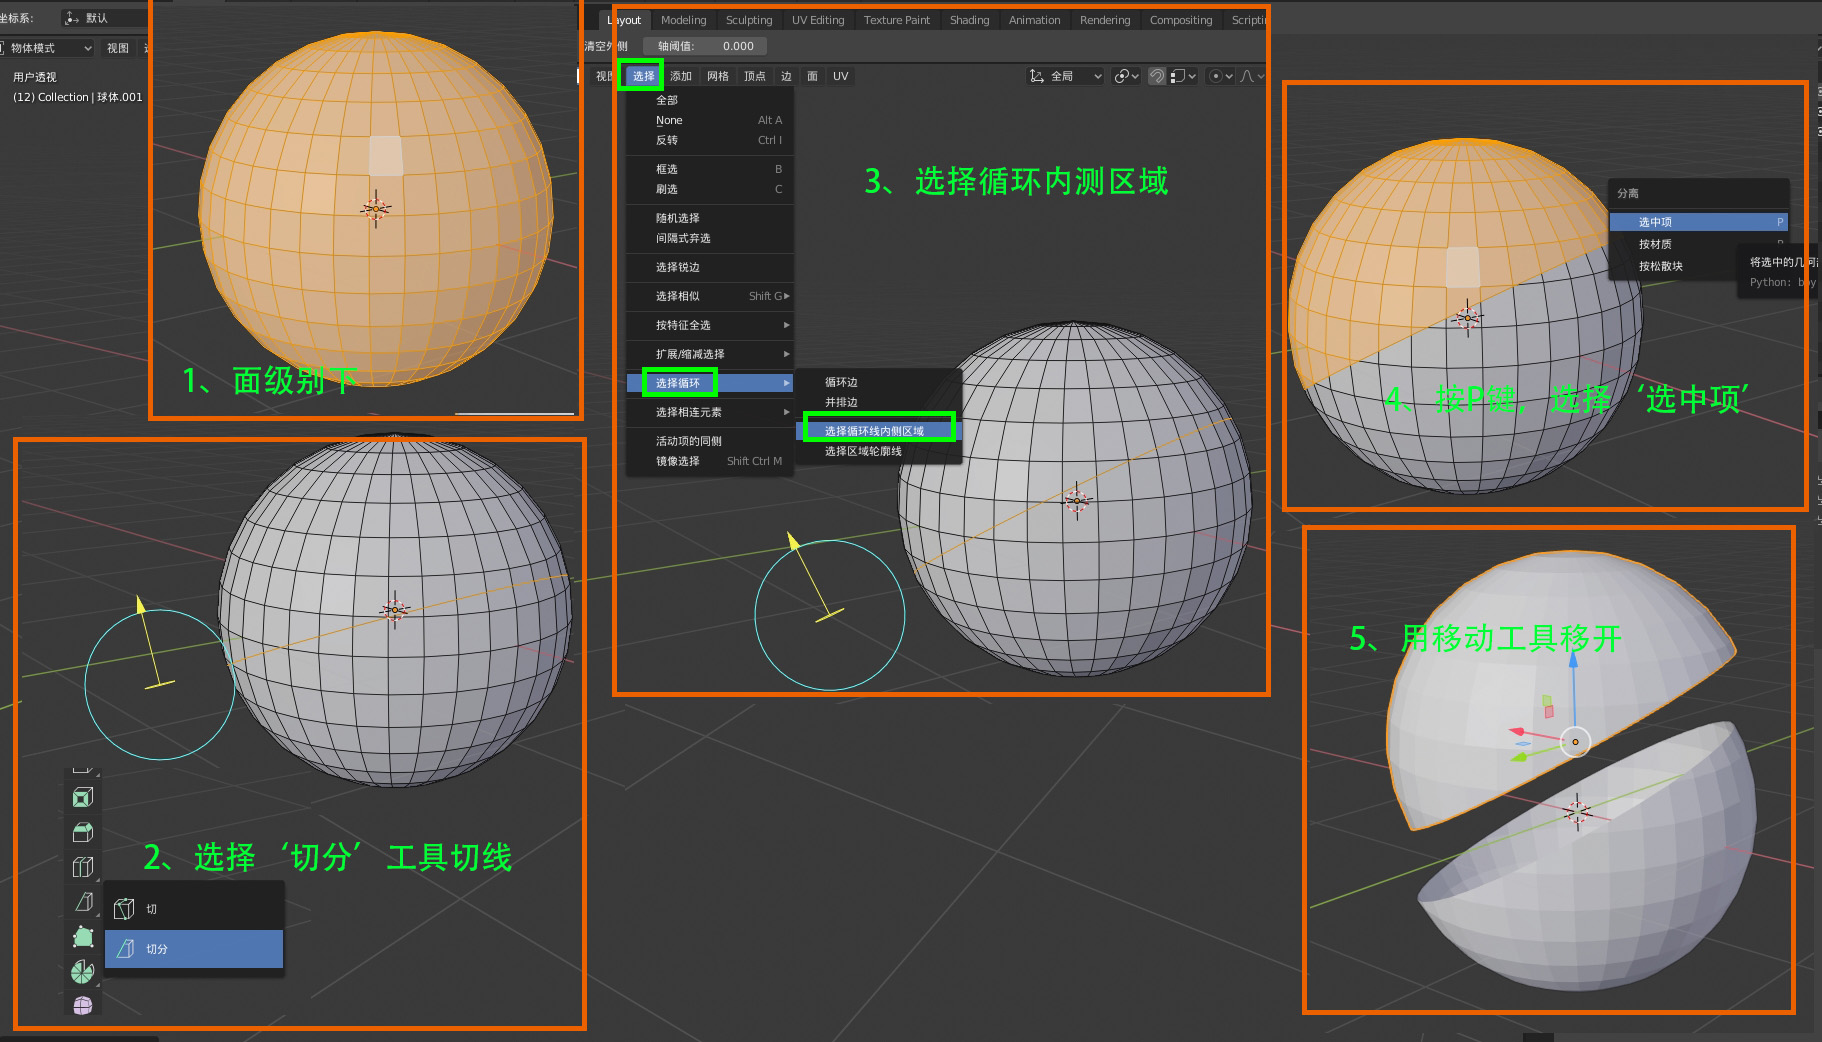 坐标系:
默认
物体模式
视图
用户透视
(12) Collection | 球体.001
1、面级别下
2、选择 ‘切分’ 工具切线
切
切分
Layout
Modeling
Sculpting
UV Editing
Texture Paint
Shading
Animation
Rendering
Compositing
Scriptin
清空外侧
轴阈值:
0.000
视图
选择
添加
网格
顶点
边
面
UV
全局
全部
None
Alt A
反转
Ctrl I
框选
B
刷选
C
随机选择
间隔式弃选
选择锐边
选择相似
Shift G
按特征全选
扩展/缩减选择
选择循环
选择相连元素
活动项的同侧
镜像选择
Shift Ctrl M
循环边
并排边
选择循环线内侧区域
选择区域轮廓线
3、选择循环内测区域
分离
选中项
P
按材质
按松散块
将选中的几何
Python:
4、按P键，选择 ‘选中项’
5、用移动工具移开